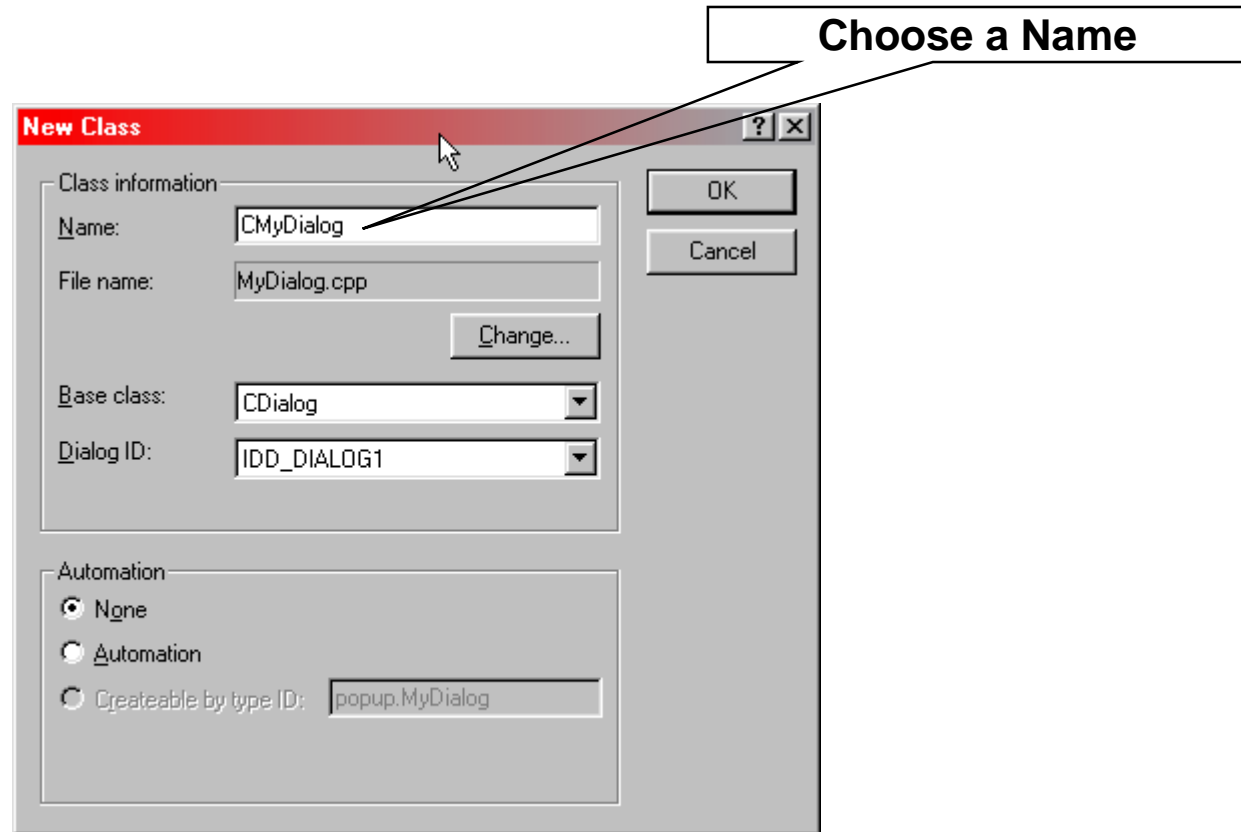 Choose a Name
New Class
Class information
Name: CMyDialog
File name: MyDialog.cpp
Change...
Base class: CDialog
Dialog ID: IDD_DIALOG1
OK
Cancel
Automation
None
Automation
Createable by type ID: popup.MyDialog